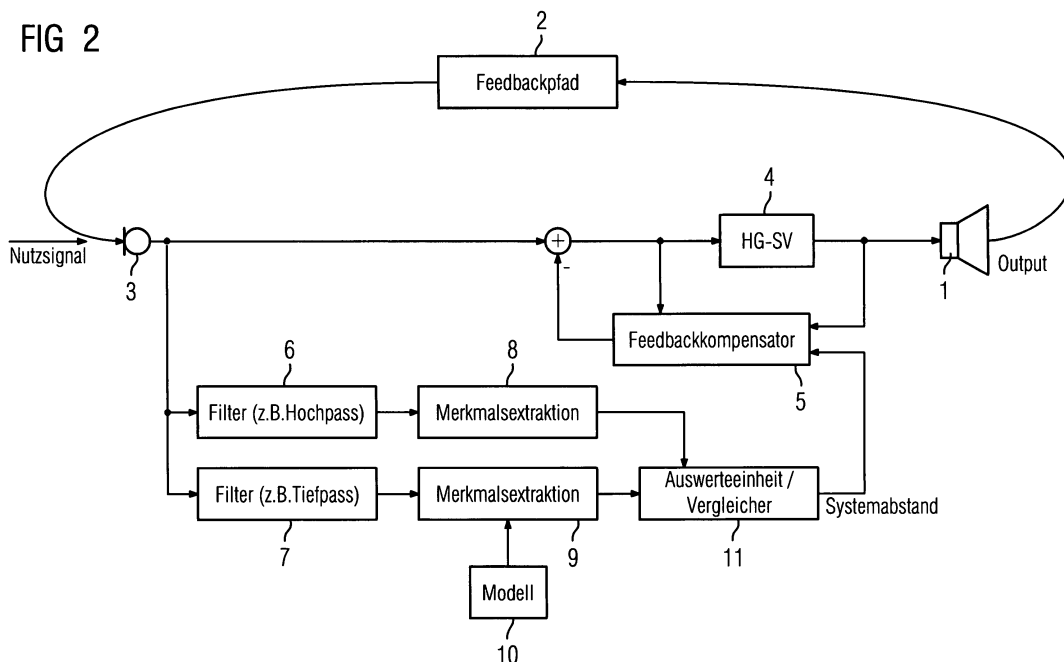 FIG 2
2
Feedbackpfad
Nutzsignal
3
+
-
4
HG-SV
1
Output
Feedbackkompensator
5
6
Filter (z.B.Hochpass)
8
Merkmalsextraktion
Filter (z.B.Tiefpass)
7
Merkmalsextraktion
9
Auswerteeinheit /
Vergleicher
11
Systemabstand
Modell
10